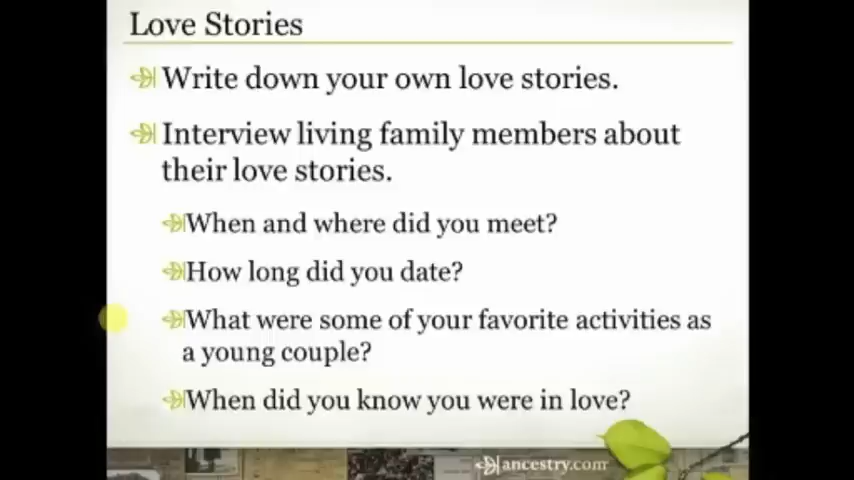 Love Stories
Write down your own love stories.
Interview living family members about
their love stories.
When and where did you meet?
How long did you date?
What were some of your favorite activities as
a young couple?
When did you know you were in love?
ancestry.com